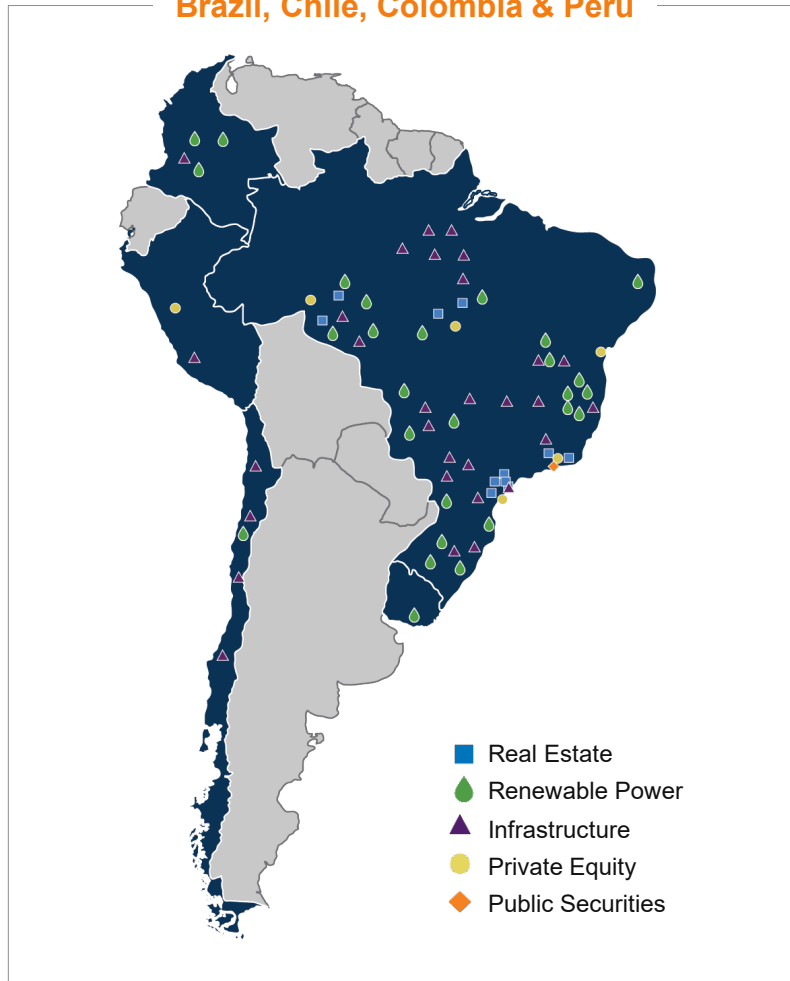 Brazil, Chile, Colombia & Peru
Real Estate
Renewable Power
Infrastructure
Private Equity
Public Securities